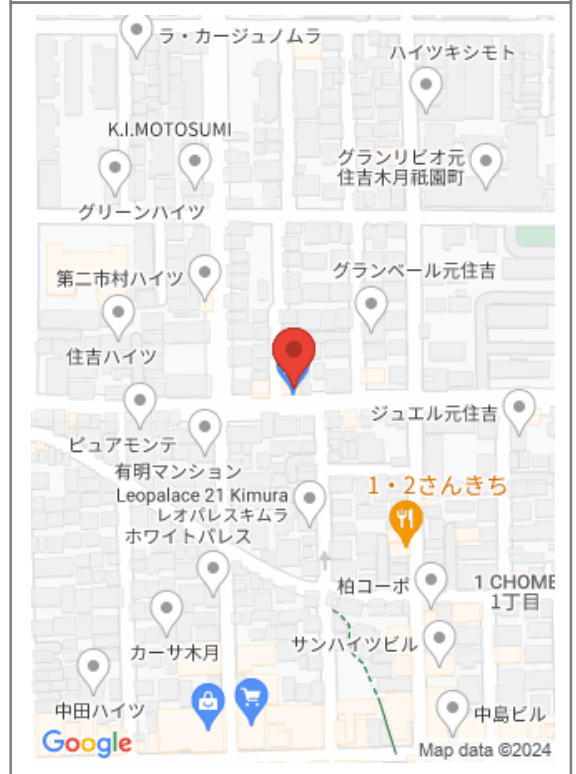 ラ・カージュノムラ
ハイツキシモト
K.I.MOTOSUMI
グランリビオ元
住吉木月祇園町
グリーンハイツ
第二市村ハイツ
グランベール元住吉
住吉ハイツ
ジュエル元住吉
ピュアモンテ
有明マンション
Leopalace 21 Kimura
レオパレスキムラ
1・2さんきち
ホワイトパレス
柏コーポ
1 CHOME
1丁目
サンハイツビル
カーサ木月
中田ハイツ
中島ビル
Google
Map data ©2024